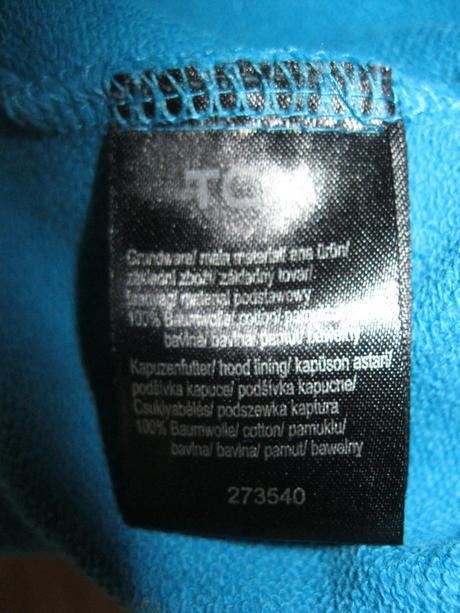 TCM
Grundware/ main material/ ana ürün/
základní zboží/ základný tovar/
materiał podstawowy
100% Baumwolle/ cotton/
bavlna/ bavlna/ pamut/ bawełny
Kapuzenfutter/ hood lining/ kapüşon astarı/
podšívka kapuce/ podšívka kapuchne/
Csuklyabélés/ podszewka kaptura
100% Baumwolle/ cotton/ pamuklu/
bavlna/ bavlna/ pamut/ bawełny
273540